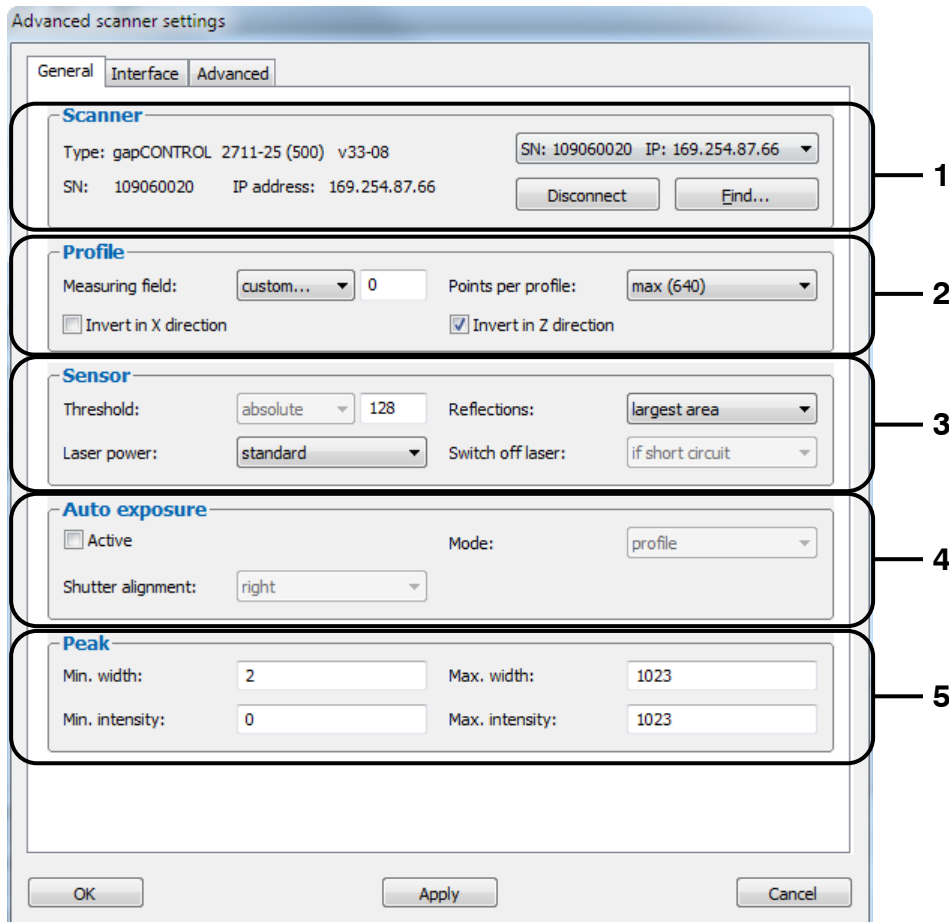 Advanced scanner settings
General Interface Advanced
Scanner
Type: gapCONTROL 2711-25 (500) v33-08
SN: 109060020 IP: 169.254.87.66
SN: 109060020 IP address: 169.254.87.66
Disconnect Find...
1
Profile
Measuring field: custom... 0 Points per profile: max (640)
Invert in X direction Invert in Z direction
2
Sensor
Threshold: absolute 128 Reflections: largest area
Laser power: standard Switch off laser: if short circuit
3
Auto exposure
Active Mode: profile
Shutter alignment: right
4
Peak
Min. width: 2 Max. width: 1023
Min. intensity: 0 Max. intensity: 1023
5
OK Apply Cancel